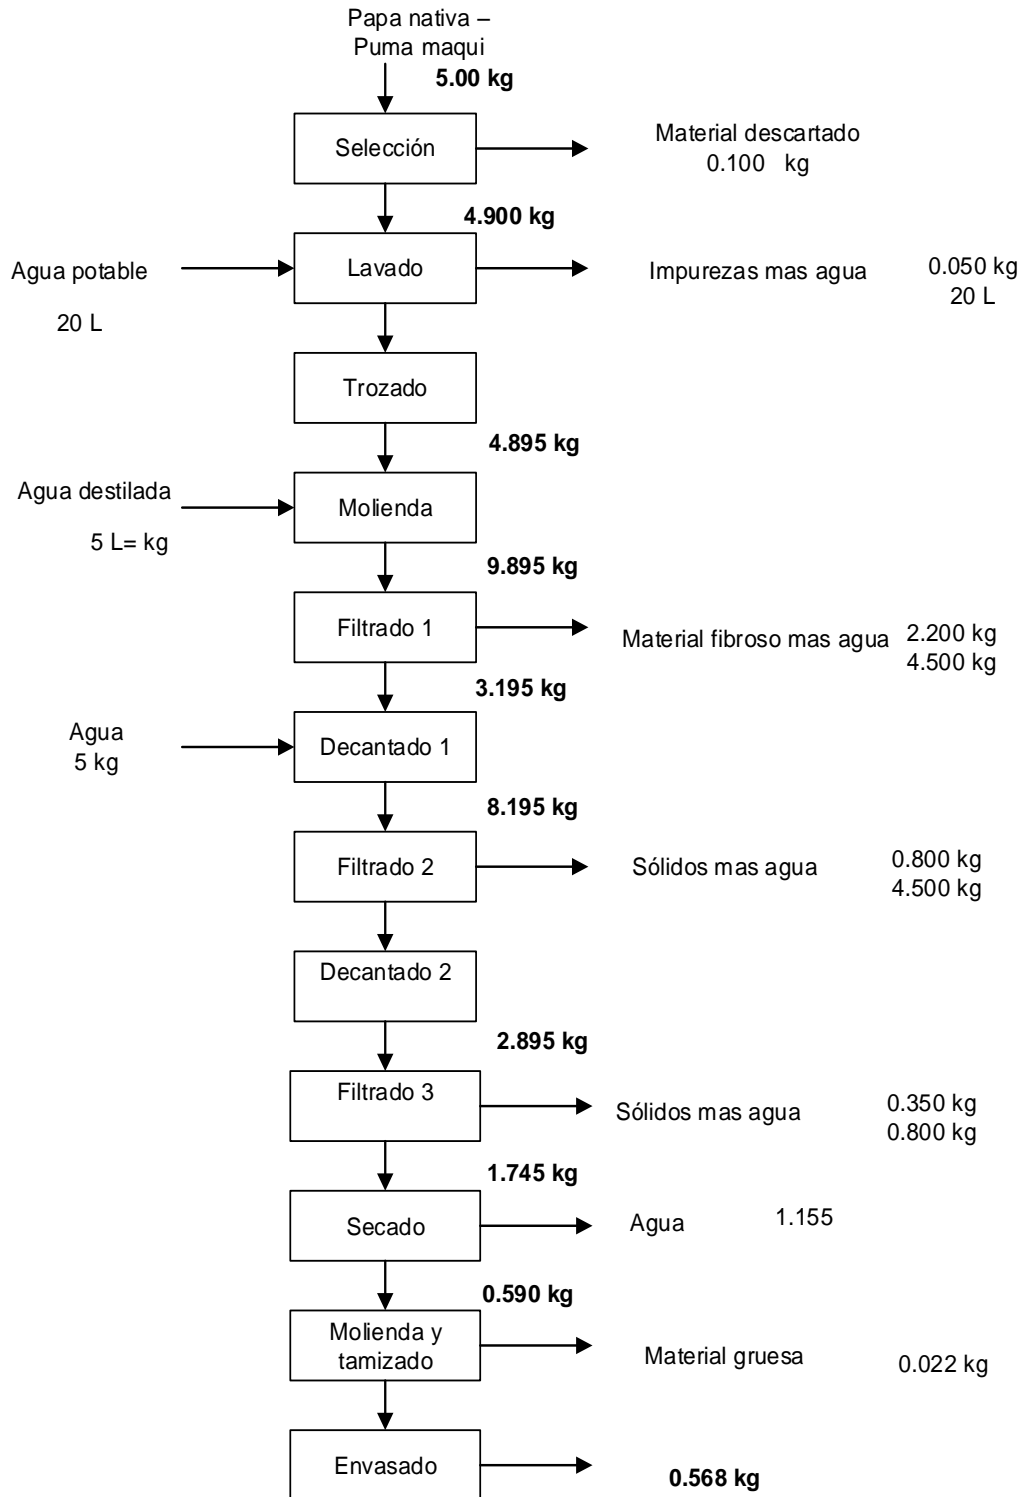 Papa nativa –
Puma maqui
5.00 kg
Selección
Material descartado
0.100 kg
4.900 kg
Agua potable
20 L
Lavado
Impurezas mas agua
0.050 kg
20 L
Trozado
4.895 kg
Agua destilada
5 L= kg
Molienda
9.895 kg
Filtrado 1
Material fibroso mas agua
2.200 kg
4.500 kg
3.195 kg
Agua
5 kg
Decantado 1
8.195 kg
Filtrado 2
Sólidos mas agua
0.800 kg
4.500 kg
Decantado 2
2.895 kg
Filtrado 3
Sólidos mas agua
0.350 kg
0.800 kg
1.745 kg
Secado
Agua
1.155
0.590 kg
Molienda y
tamizado
Material gruesa
0.022 kg
Envasado
0.568 kg